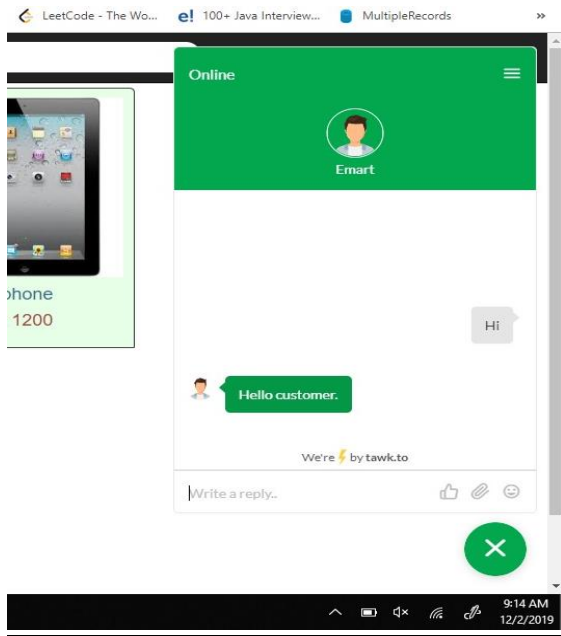 LeetCode - The Wo...
e! 100+ Java Interview...
MultipleRecords
»
Online
Emart
phone
1200
Hi
Hello customer.
We're⚡by tawk.to
Write a reply..
9:14 AM
12/2/2019